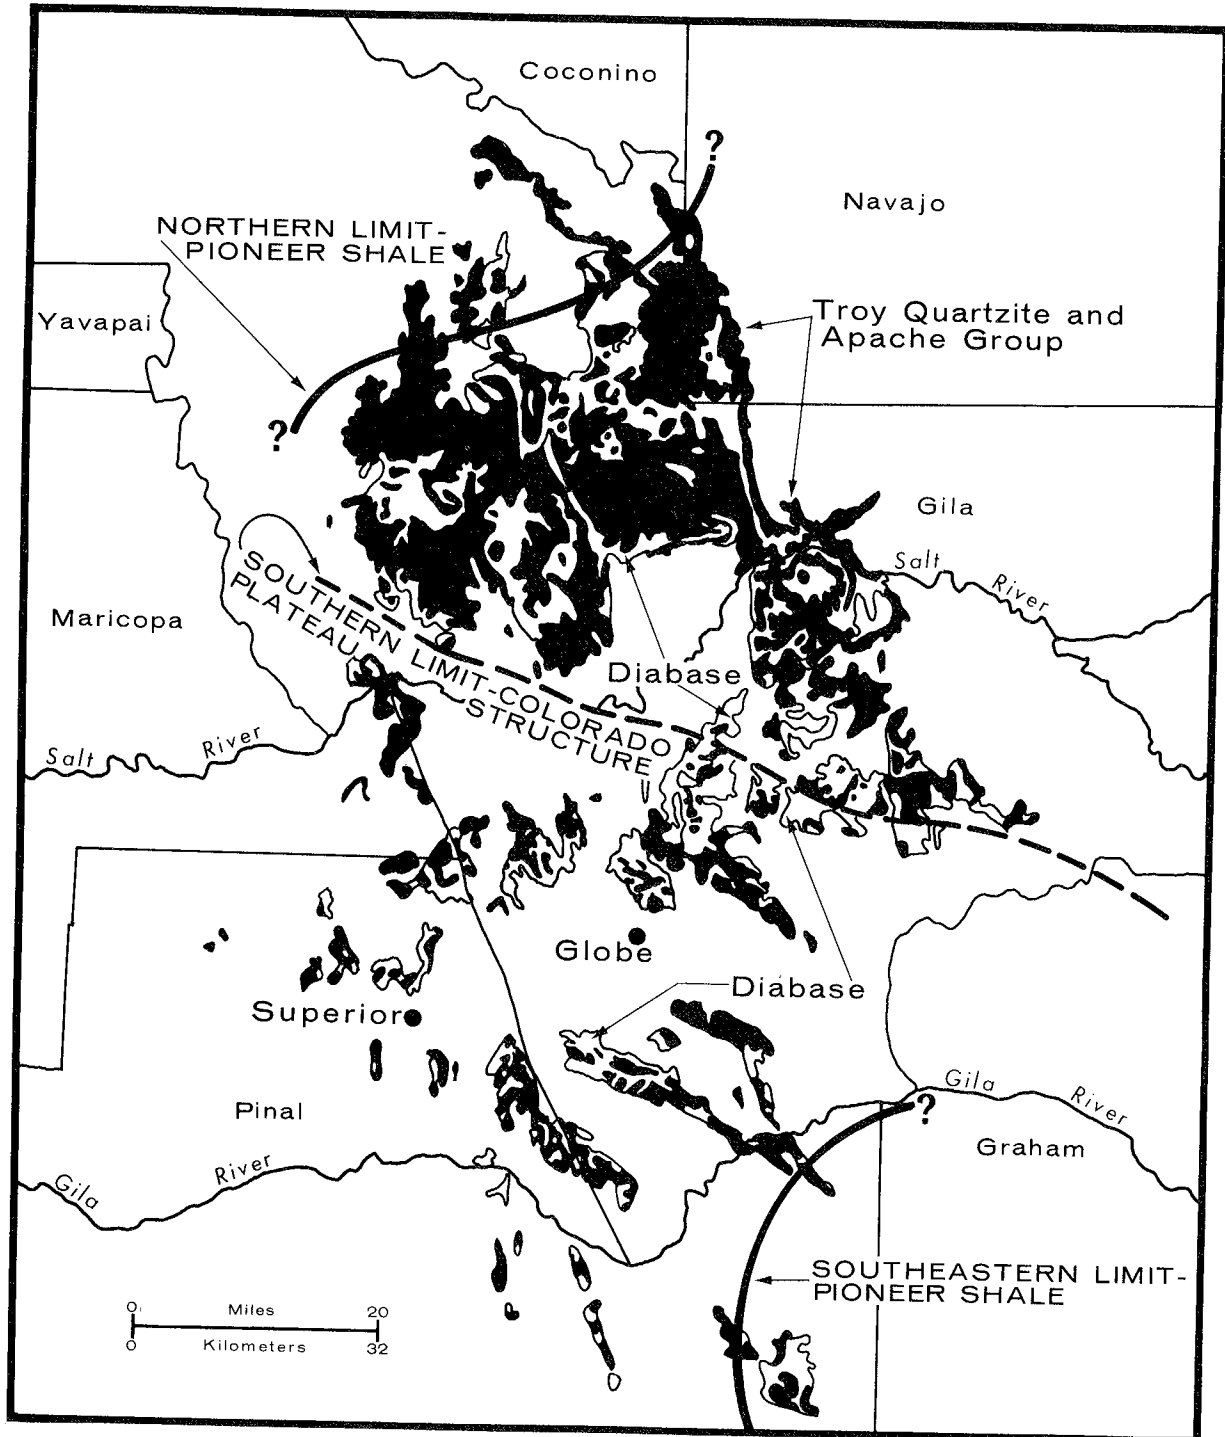 Coconino
?
Navajo
NORTHERN LIMIT-
PIONEER SHALE
Yavapai
Troy Quartzite and
Apache Group
?
Gila
Salt River
SOUTHERN LIMIT-COLORADO
PLATEAU STRUCTURE
Maricopa
Diabase
Salt River
Globe
Diabase
Superior
Gila River
?
Pinal
Graham
Gila River
SOUTHEASTERN LIMIT-
PIONEER SHALE
0 Miles 20
0 Kilometers 32